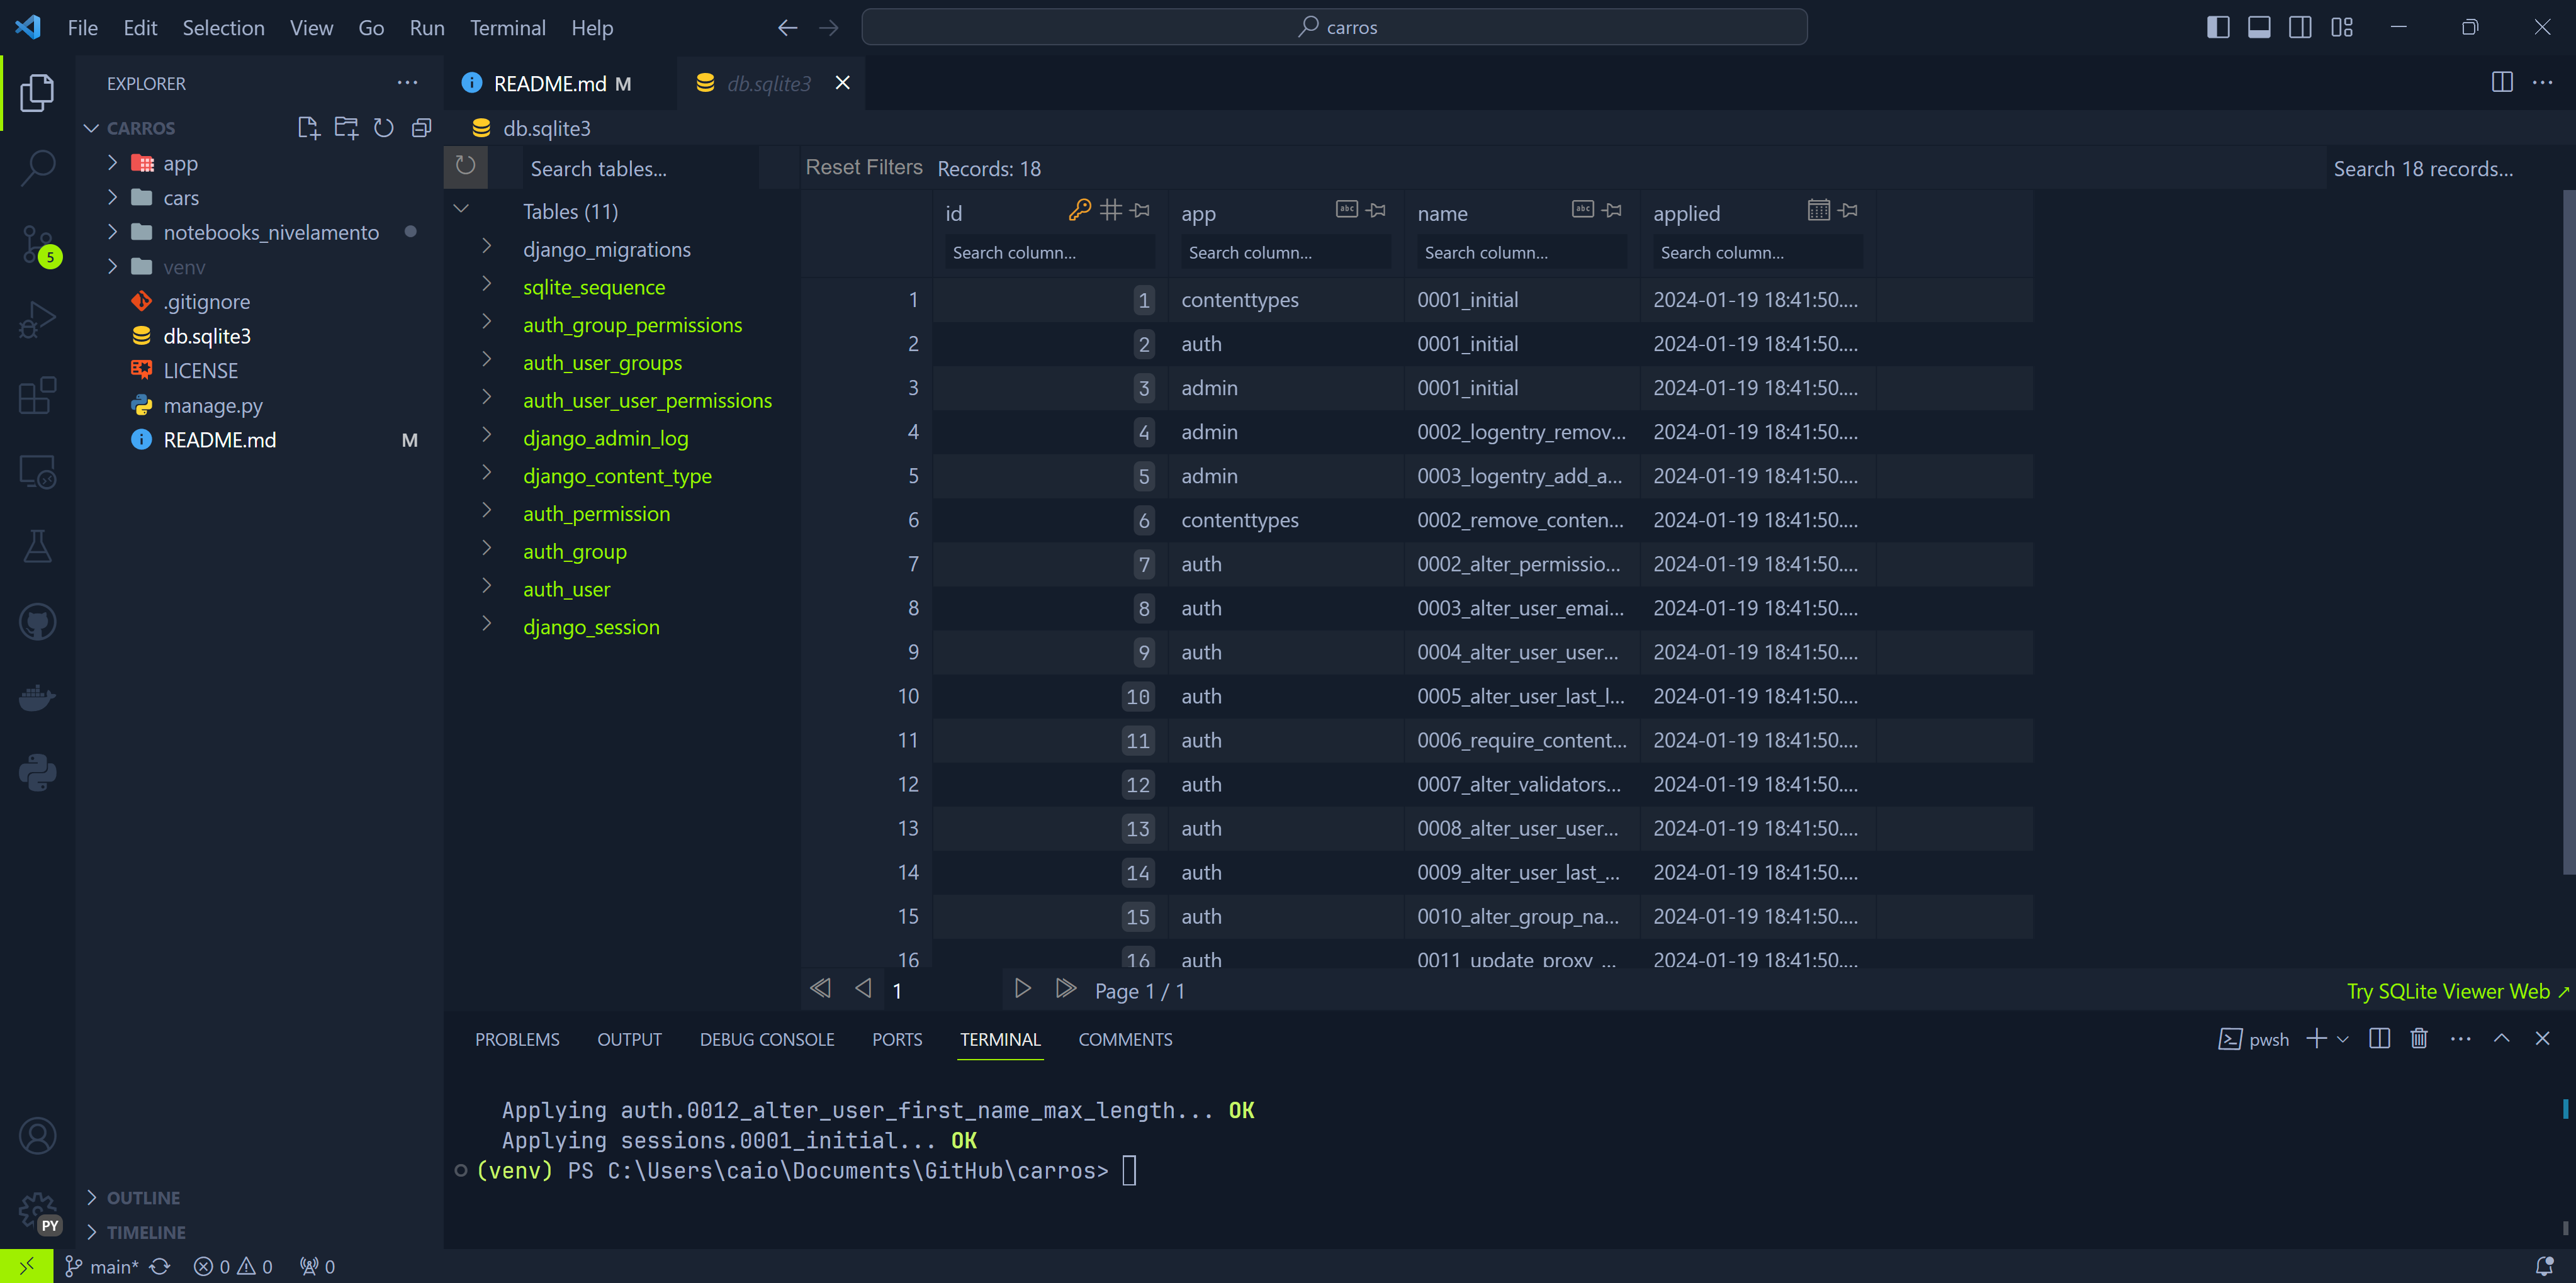 File Edit Selection View Go Run Terminal Help
carros
EXPLORER
CARROS
app
cars
notebooks_nivelamento
venv
.gitignore
db.sqlite3
LICENSE
manage.py
README.md M
OUTLINE
TIMELINE
5
PY
README.md M db.sqlite3
db.sqlite3
Search tables...
Tables (11)
django_migrations
sqlite_sequence
auth_group_permissions
auth_user_groups
auth_user_user_permissions
django_admin_log
django_content_type
auth_permission
auth_group
auth_user
django_session
Reset Filters Records: 18 Search 18 records...
id app abc name abc applied
Search column... Search column... Search column... Search column...
1 1 contenttypes 0001_initial 2024-01-19 18:41:50....
2 2 auth 0001_initial 2024-01-19 18:41:50....
3 3 admin 0001_initial 2024-01-19 18:41:50....
4 4 admin 0002_logentry_remov... 2024-01-19 18:41:50....
5 5 admin 0003_logentry_add_a... 2024-01-19 18:41:50....
6 6 contenttypes 0002_remove_conten... 2024-01-19 18:41:50....
7 7 auth 0002_alter_permissio... 2024-01-19 18:41:50....
8 8 auth 0003_alter_user_emai... 2024-01-19 18:41:50....
9 9 auth 0004_alter_user_user... 2024-01-19 18:41:50....
10 10 auth 0005_alter_user_last_l... 2024-01-19 18:41:50....
11 11 auth 0006_require_content... 2024-01-19 18:41:50....
12 12 auth 0007_alter_validators... 2024-01-19 18:41:50....
13 13 auth 0008_alter_user_user... 2024-01-19 18:41:50....
14 14 auth 0009_alter_user_last_... 2024-01-19 18:41:50....
15 15 auth 0010_alter_group_na... 2024-01-19 18:41:50....
16 16 auth 0011_update_proxy_... 2024-01-19 18:41:50....
1 Page 1 / 1 Try SQLite Viewer Web ↗
PROBLEMS OUTPUT DEBUG CONSOLE PORTS TERMINAL COMMENTS pwsh
Applying auth.0012_alter_user_first_name_max_length... OK
Applying sessions.0001_initial... OK
(venv) PS C:\Users\caio\Documents\GitHub\carros>
main* 0 0 0